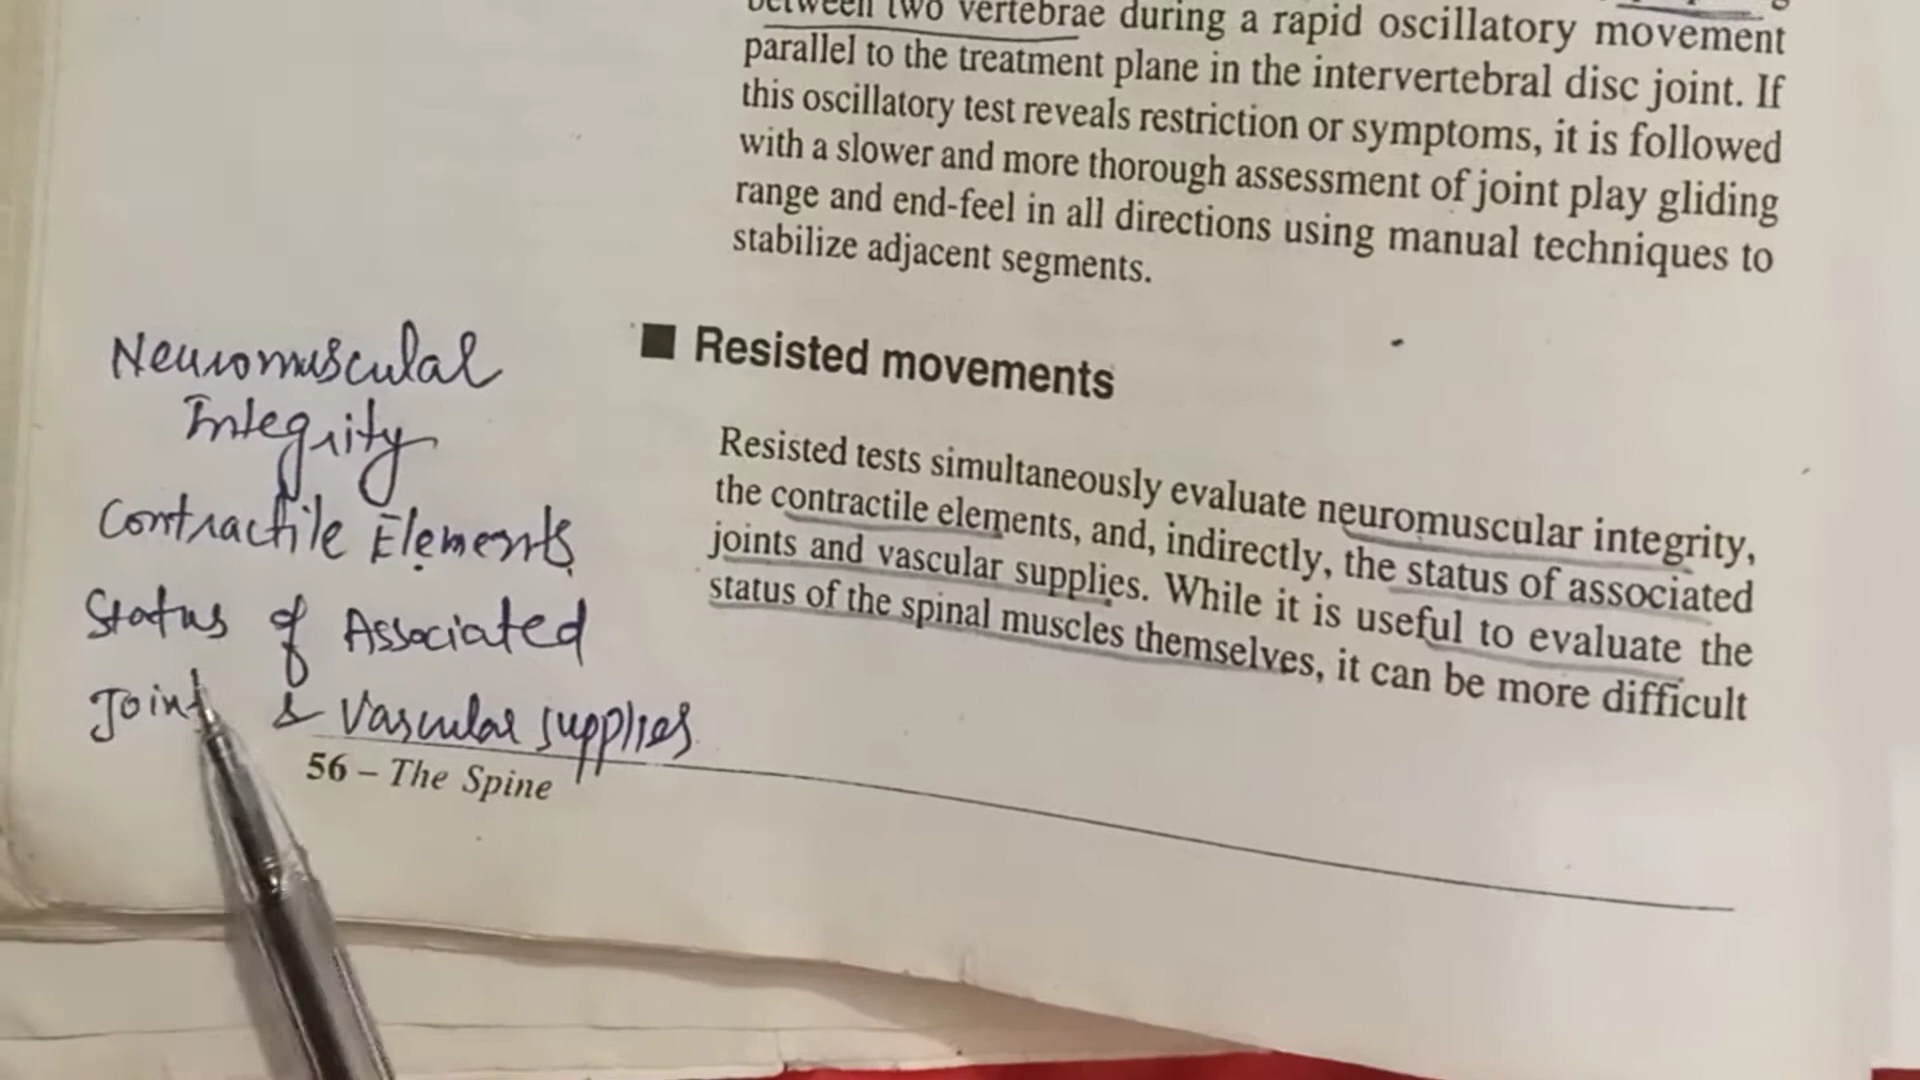 between two vertebrae during a rapid oscillatory movement
parallel to the treatment plane in the intervertebral disc joint. If
this oscillatory test reveals restriction or symptoms, it is followed
with a slower and more thorough assessment of joint play gliding
range and end-feel in all directions using manual techniques to
stabilize adjacent segments.
■ Resisted movements
Resisted tests simultaneously evaluate neuromuscular integrity,
the contractile elements, and, indirectly, the status of associated
joints and vascular supplies. While it is useful to evaluate the
status of the spinal muscles themselves, it can be more difficult
Neuromuscular
Integrity
Contractile Elements
Status of Associated
Joint & Vascular supplies
56 – The Spine